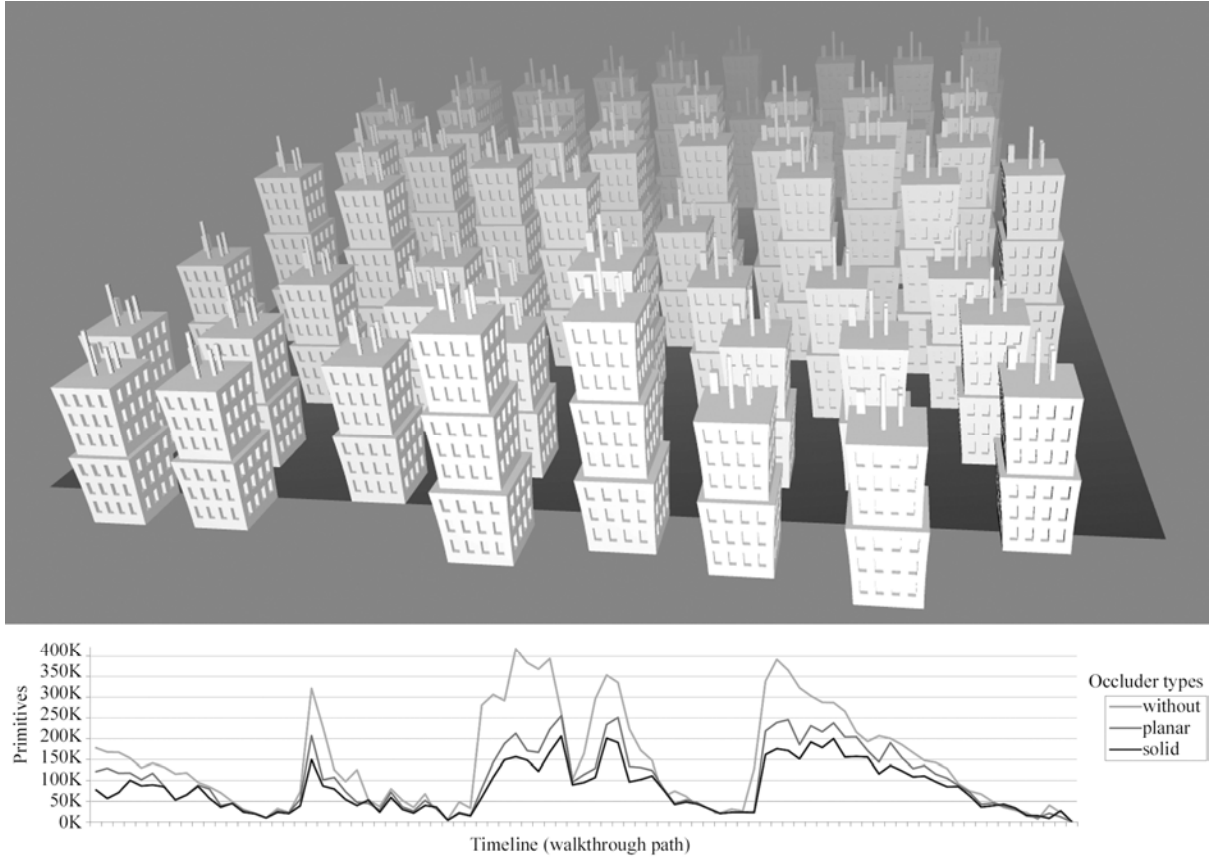 400K
350K
300K
250K
200K
150K
100K
50K
0K
Primitives
Timeline (walkthrough path)
Occluder types
without
planar
solid